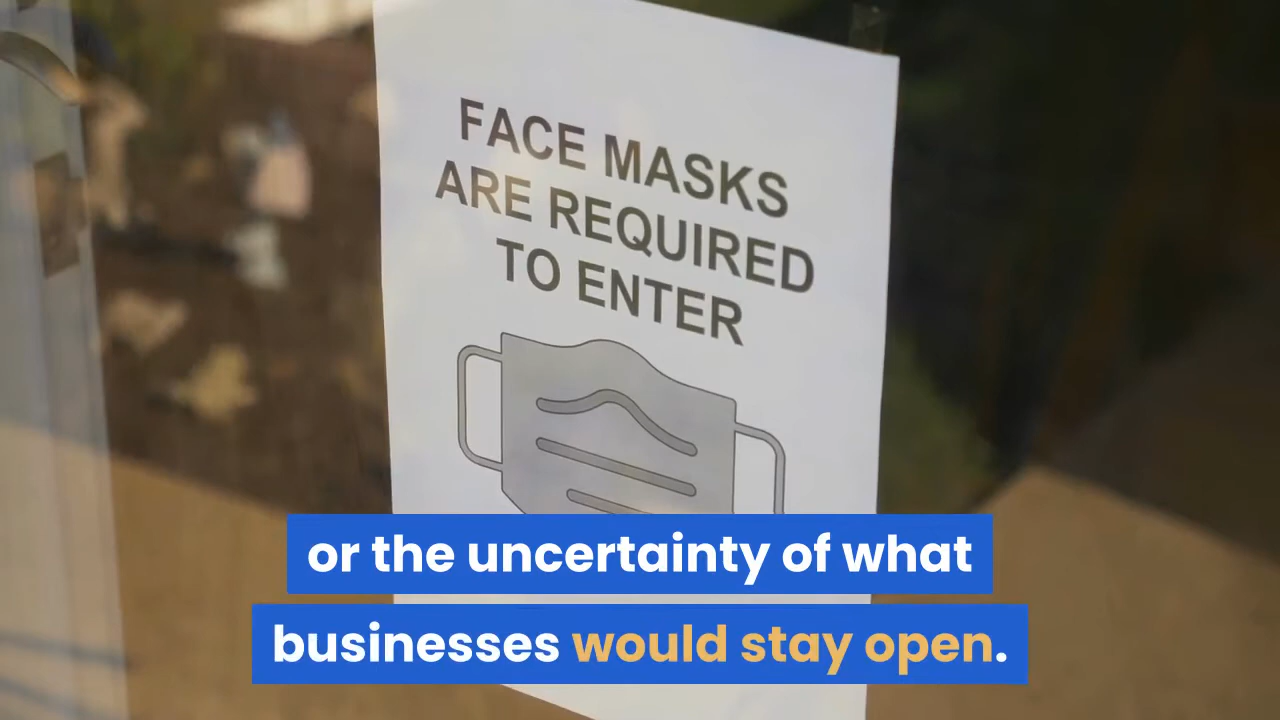 FACE MASKS
ARE REQUIRED
TO ENTER
or the uncertainty of what
businesses would stay open.